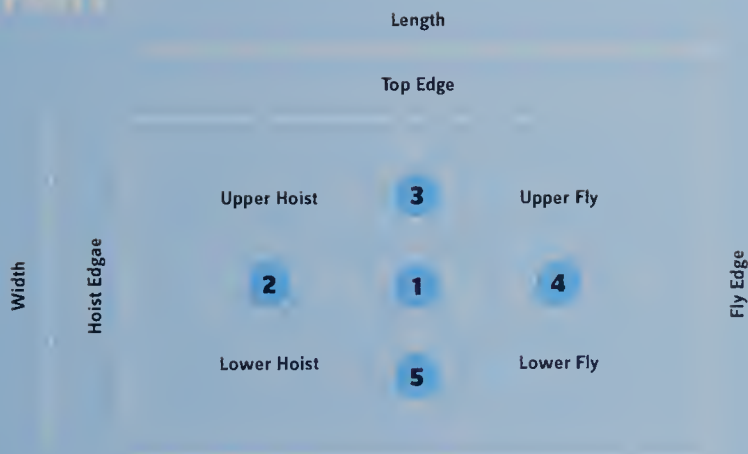 Length
Top Edge
Upper Hoist 3 Upper Fly
Width Hoist Edgae 2 1 4 Fly Edge
Lower Hoist 5 Lower Fly